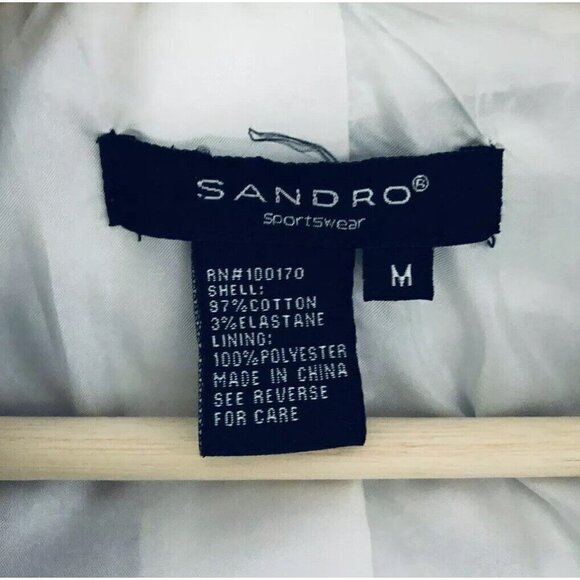 SANDRO®
Sportswear
M
RN#100170
SHELL:
97%COTTON
3%ELASTANE
LINING:
100%POLYESTER
MADE IN CHINA
SEE REVERSE
FOR CARE